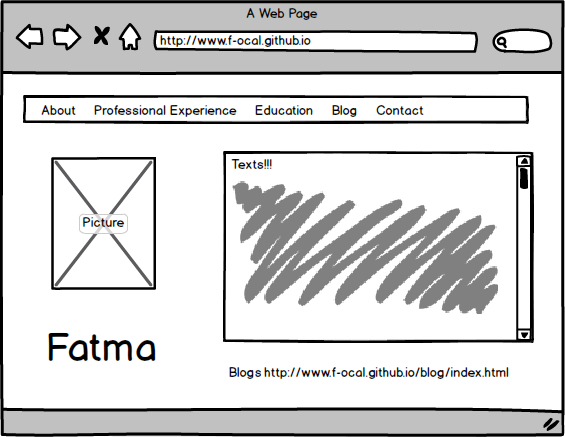 A Web Page
http://www.f-ocal.github.io
About Professional Experience Education Blog Contact
Texts!!!
Picture
Fatma
Blogs http://www.f-ocal.github.io/blog/index.html